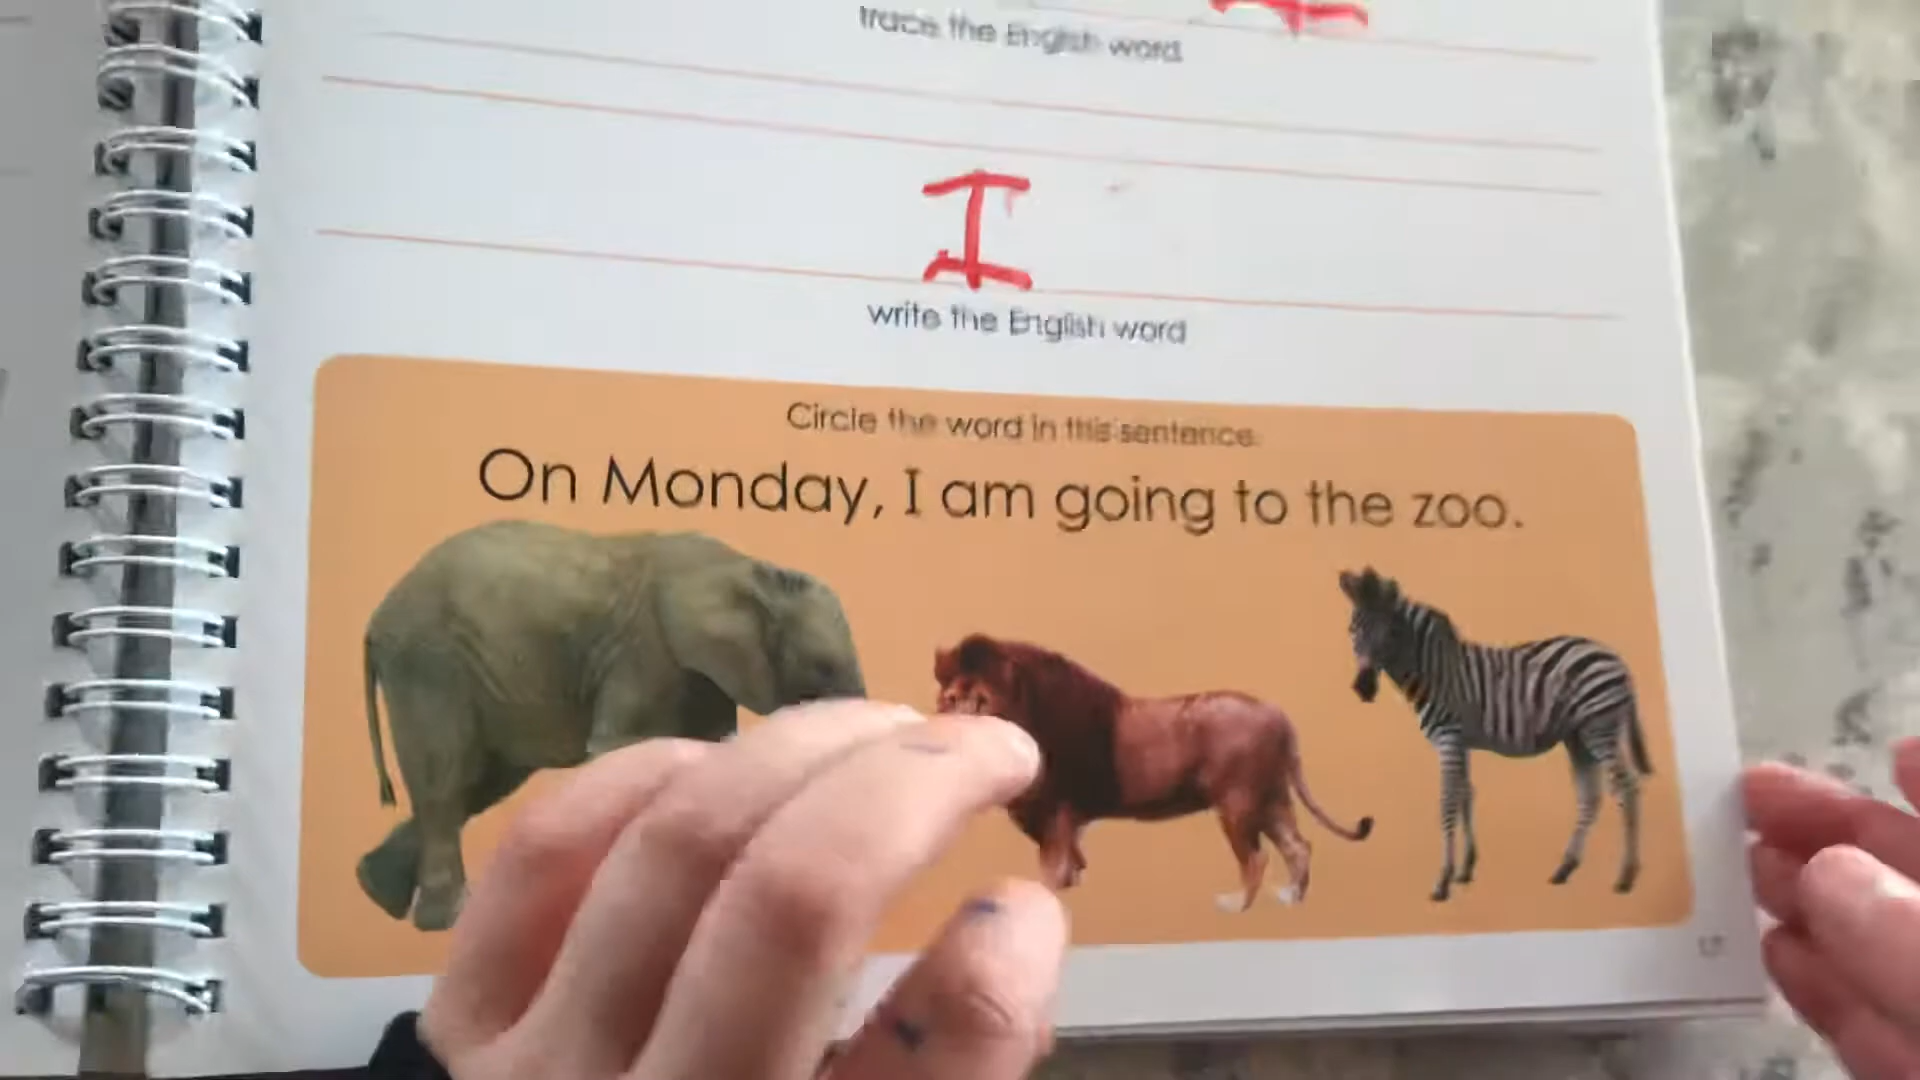 trace the English word
I
write the English word
Circle the word in this sentence.
On Monday, I am going to the zoo.